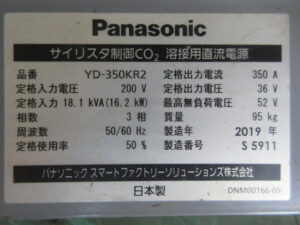 Panasonic
サイリスタ制御CO2 溶接用直流電源
品番 YD-350KR2 定格出力電流 350 A
定格入力電圧 200 V 定格出力電圧 36 V
定格入力 18.1 kVA(16.2 kW) 最高無負荷電圧 52 V
相数 3 相 質量 95 kg
周波数 50/60 Hz 製造年 2019 年
定格使用率 50 % 製造番号 S 5911
パナソニック スマートファクトリーソリューションズ株式会社
日本製 DNM00166-05